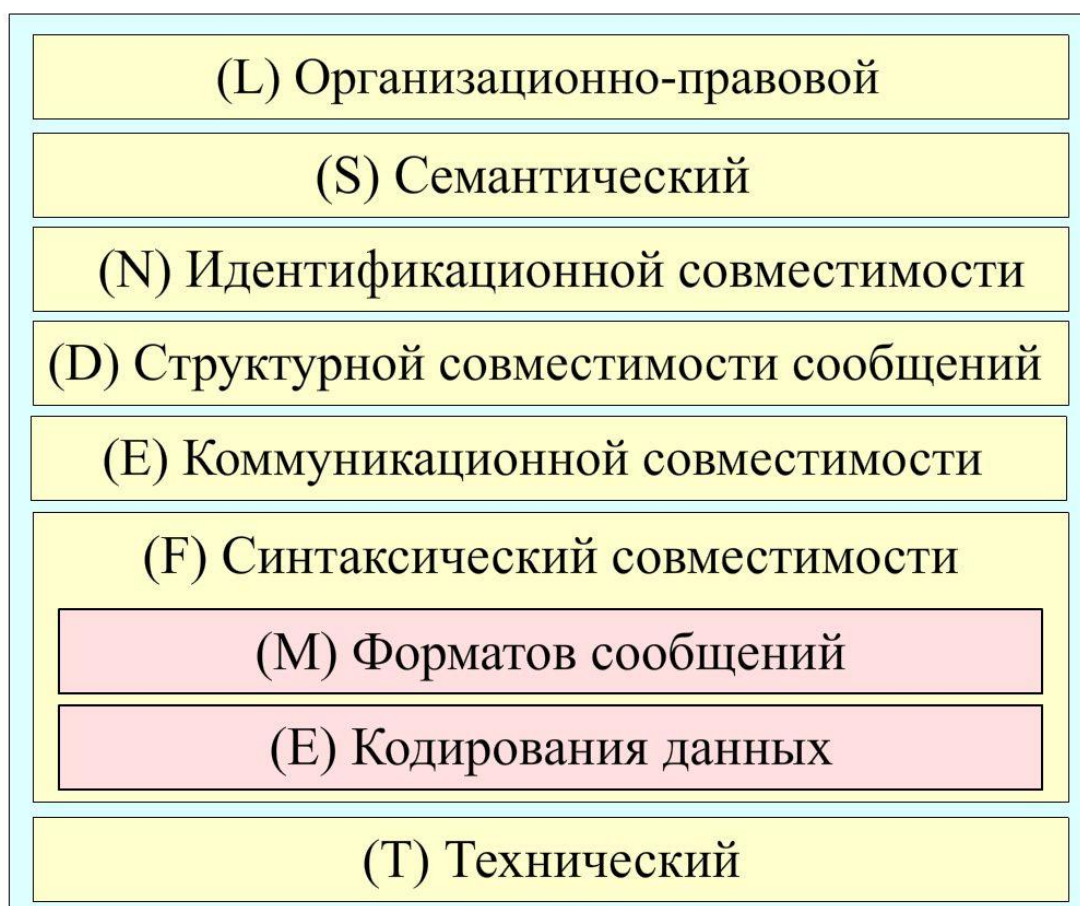 (L) Организационно-правовой
(S) Семантический
(N) Идентификационной совместимости
(D) Структурной совместимости сообщений
(E) Коммуникационной совместимости
(F) Синтаксический совместимости
(M) Форматов сообщений
(E) Кодирования данных
(T) Технический